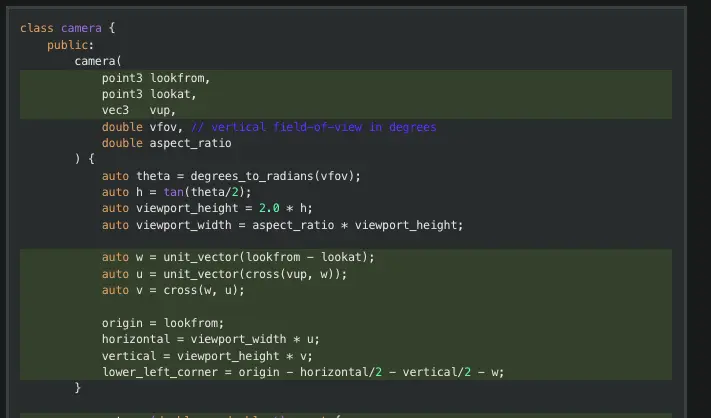 class camera {
    public:
        camera(
            point3 lookfrom,
            point3 lookat,
            vec3   vup,
            double vfov, // vertical field-of-view in degrees
            double aspect_ratio
        ) {
            auto theta = degrees_to_radians(vfov);
            auto h = tan(theta/2);
            auto viewport_height = 2.0 * h;
            auto viewport_width = aspect_ratio * viewport_height;

            auto w = unit_vector(lookfrom - lookat);
            auto u = unit_vector(cross(vup, w));
            auto v = cross(w, u);

            origin = lookfrom;
            horizontal = viewport_width * u;
            vertical = viewport_height * v;
            lower_left_corner = origin - horizontal/2 - vertical/2 - w;
        }